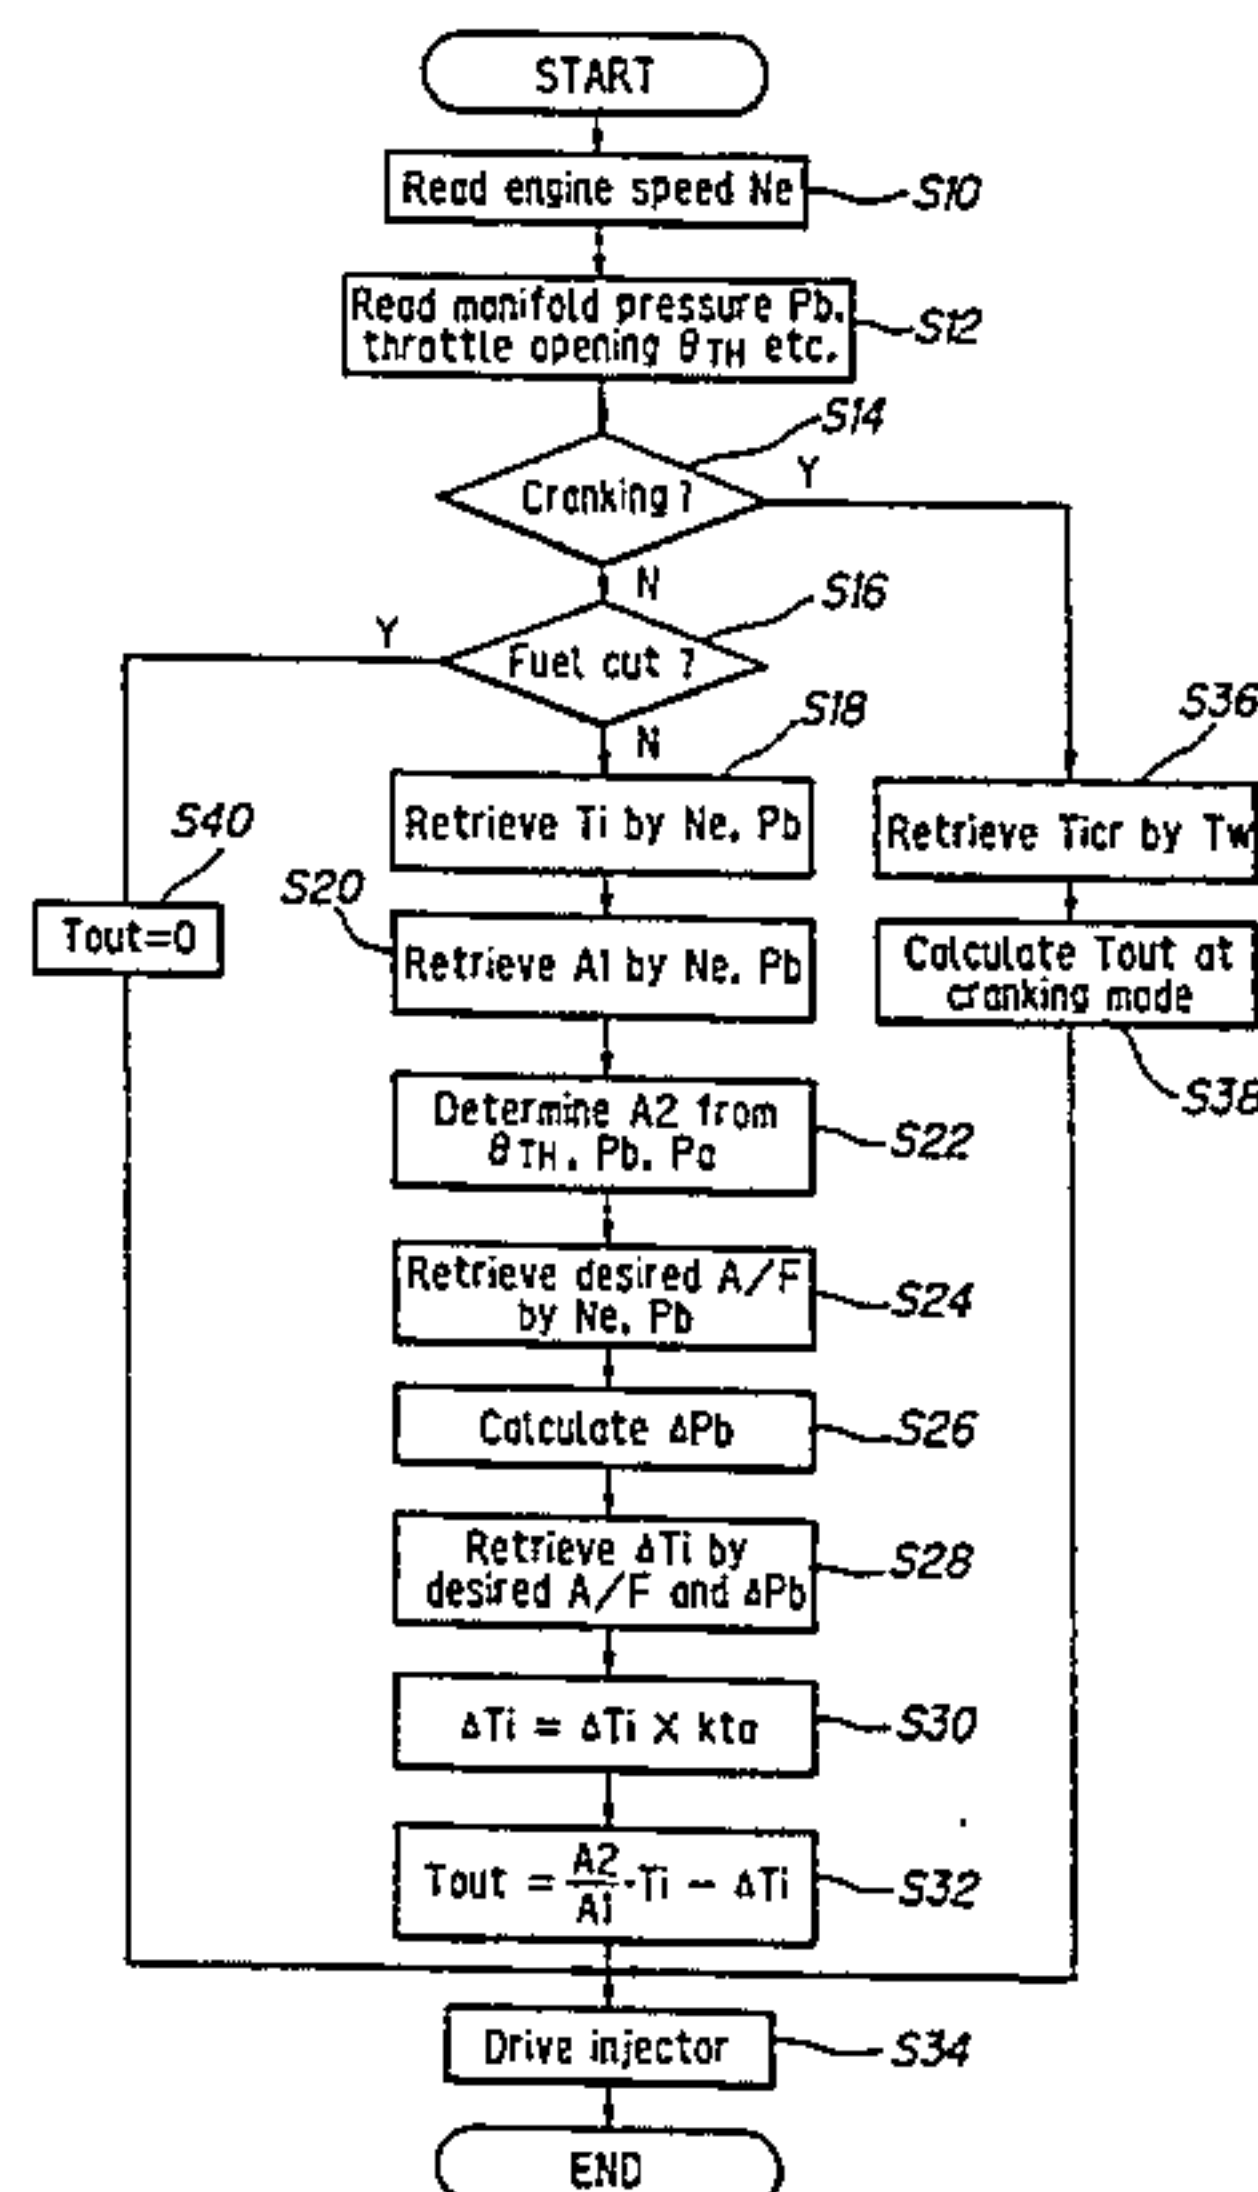 START
Read engine speed Ne
S10
Read manifold pressure Pb.
throttle opening θTH etc.
S12
S14
Cranking ?
Y
N
S16
Fuel cut ?
Y
N
S18
Retrieve Ti by Ne. Pb
S36
Retrieve Ticr by Tw
S40
Tout=0
S20
Retrieve A1 by Ne. Pb
Calculate Tout at
cranking mode
S38
Determine A2 from
θTH. Pb. Pa
S22
Retrieve desired A/F
by Ne. Pb
S24
Calculate ΔPb
S26
Retrieve ΔTi by
desired A/F and ΔPb
S28
ΔTi = ΔTi X kta
S30
Tout = A2/A1 ·Ti - ΔTi
S32
Drive injector
S34
END